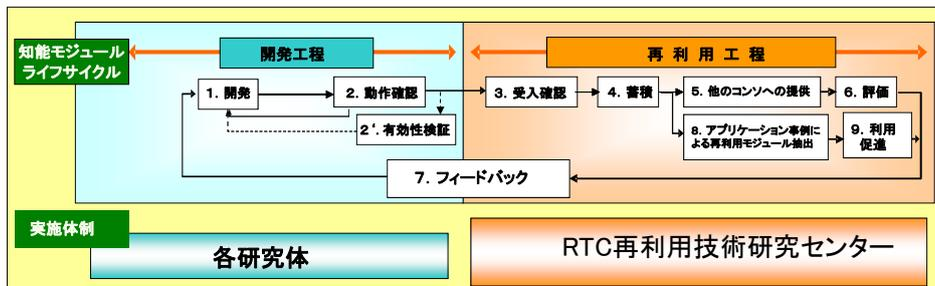 知能モジュール
ライフサイクル
開発工程
再利用工程
1. 開発
2. 動作確認
2'. 有効性検証
3. 受入確認
4. 蓄積
5. 他のコンソへの提供
6. 評価
8. アプリケーション事例に
よる再利用モジュール抽出
9. 利用
促進
7. フィードバック
実施体制
各研究体
RTC再利用技術研究センター